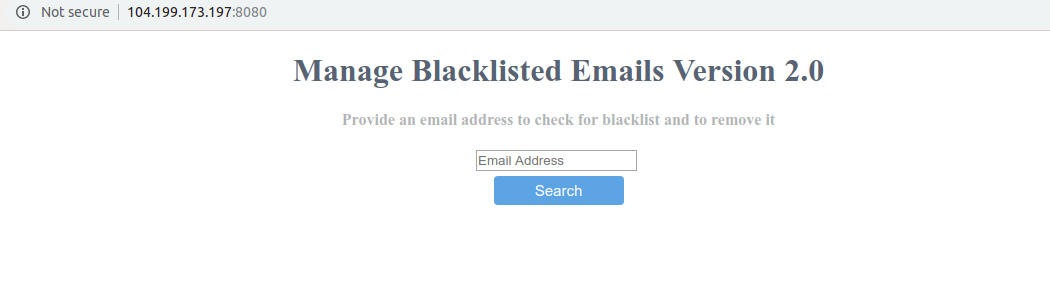 Not secure 104.199.173.197:8080
Manage Blacklisted Emails Version 2.0
Provide an email address to check for blacklist and to remove it
Email Address
Search